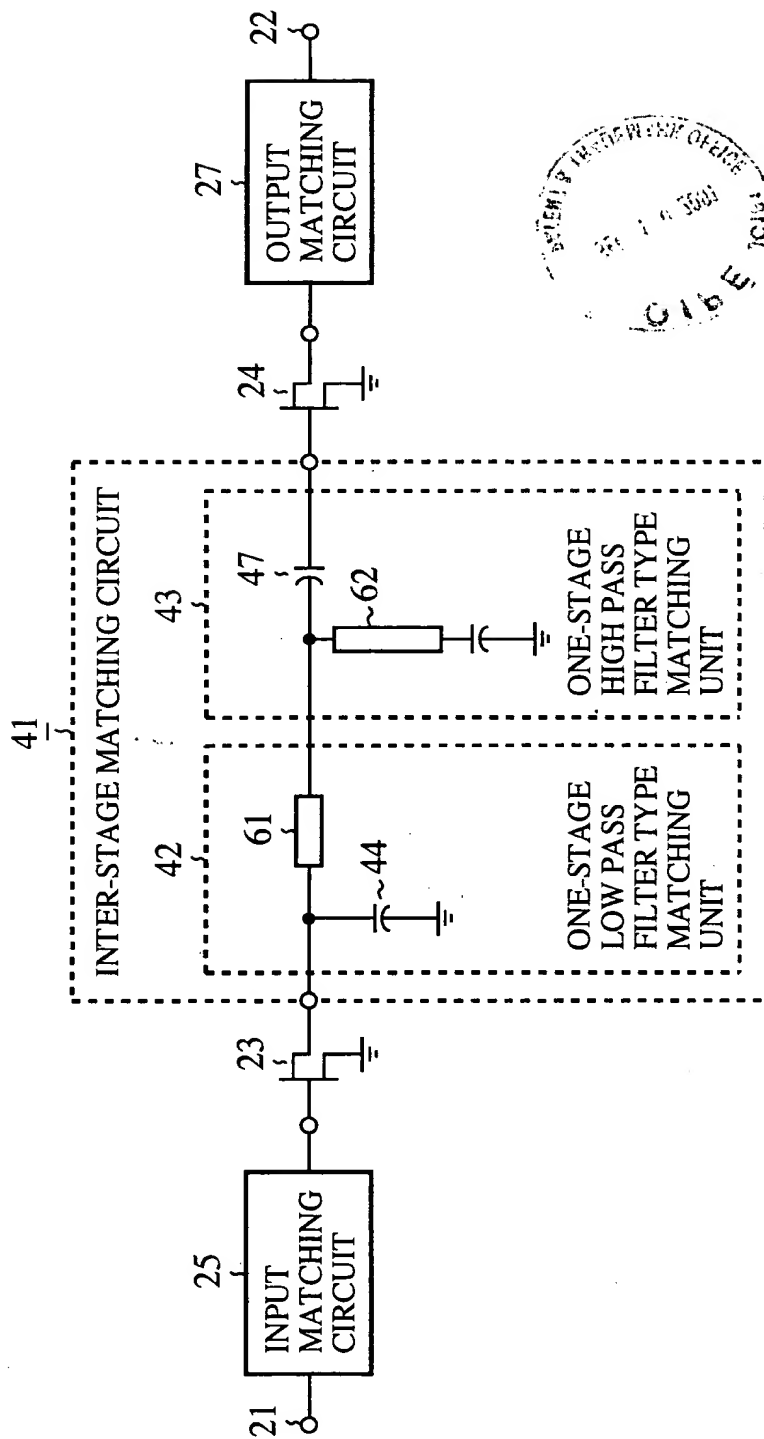 41
INTER-STAGE MATCHING CIRCUIT
42
43
61
44
47
62
ONE-STAGE
LOW PASS
FILTER TYPE
MATCHING
UNIT
ONE-STAGE
HIGH PASS
FILTER TYPE
MATCHING
UNIT
21
25
INPUT
MATCHING
CIRCUIT
23
24
27
OUTPUT
MATCHING
CIRCUIT
22
OIPE